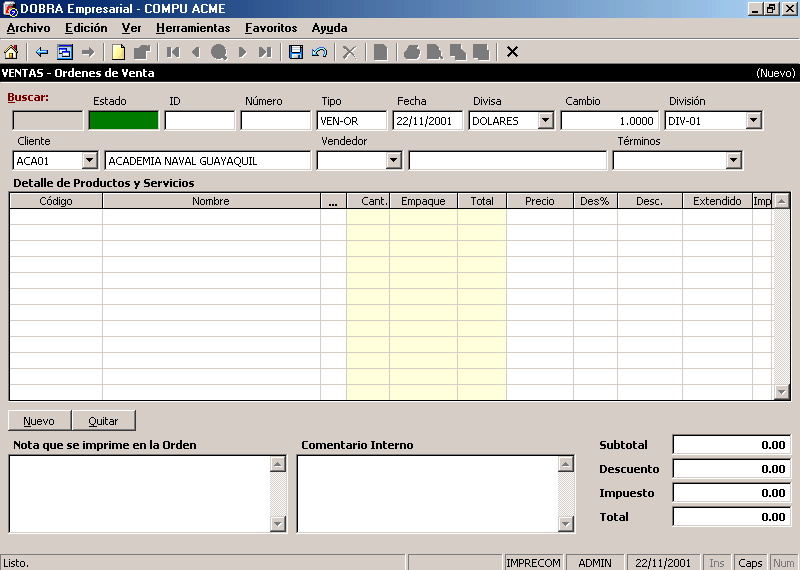 DOBRA Empresarial - COMPU ACME
Archivo Edición Ver Herramientas Favoritos Ayuda
VENTAS - Ordenes de Venta (Nuevo)
Buscar: Estado ID Número Tipo Fecha Divisa Cambio División
VEN-OR 22/11/2001 DOLARES 1.0000 DIV-01
Cliente Vendedor Términos
ACA01 ACADEMIA NAVAL GUAYAQUIL
Detalle de Productos y Servicios
Código Nombre ... Cant. Empaque Total Precio Des% Desc. Extendido Imp
Nuevo Quitar
Nota que se imprime en la Orden Comentario Interno Subtotal 0.00
Descuento 0.00
Impuesto 0.00
Total 0.00
Listo. IMPRECOM ADMIN 22/11/2001 Ins Caps Num